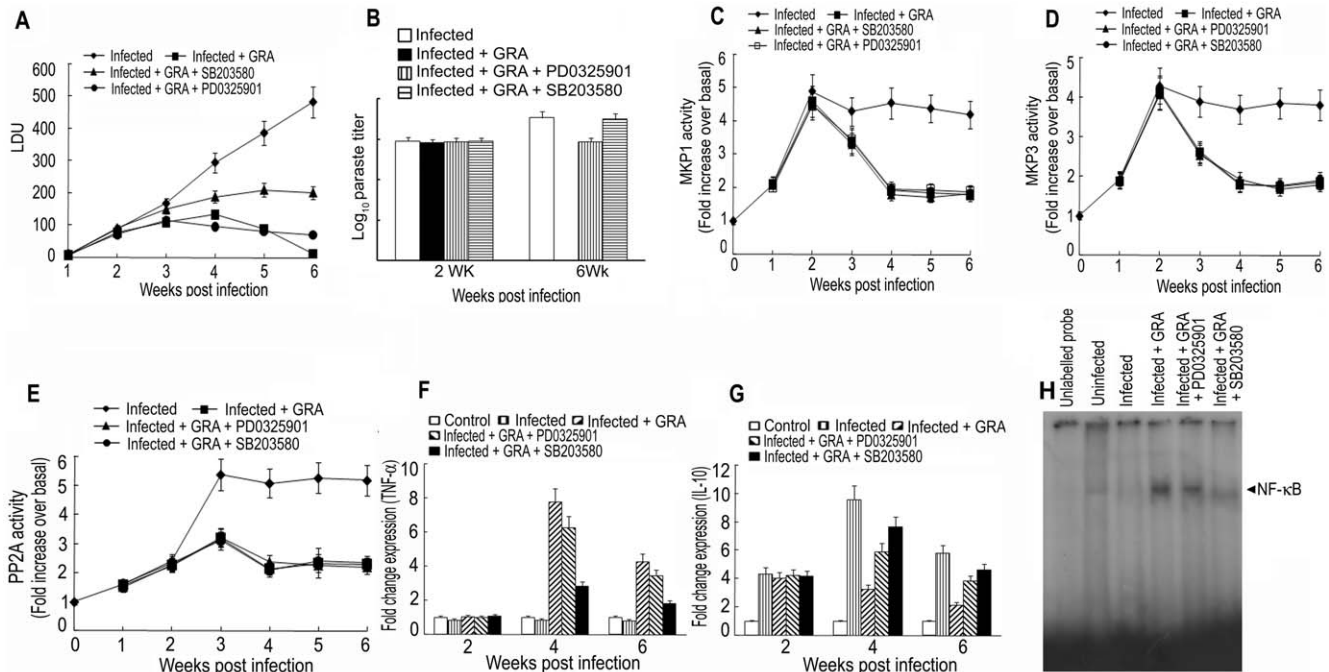 A
Infected
Infected + GRA
Infected + GRA + SB203580
Infected + GRA + PD0325901
LDU
600
500
400
300
200
100
0
1 2 3 4 5 6
Weeks post infection
B
Infected
Infected + GRA
Infected + GRA + PD0325901
Infected + GRA + SB203580
Log10 paraste titer
2 WK 6Wk
Weeks post infection
C
Infected Infected + GRA
Infected + GRA + SB203580
Infected + GRA + PD0325901
MKP1 actvity
(Fold increase over basal)
6
5
4
3
2
1
0
0 1 2 3 4 5 6
Weeks post infection
D
Infected Infected + GRA
Infected + GRA + PD0325901
Infected + GRA + SB203580
MKP3 activity
(Fold increase over basal)
5
4
3
2
1
0
0 1 2 3 4 5 6
Weeks post infection
E
Infected Infected + GRA
Infected + GRA + PD0325901
Infected + GRA + SB203580
PP2A activity
(Fold increase over basal)
6
5
4
3
2
1
0 1 2 3 4 5 6
Weeks post infection
F
Control Infected Infected + GRA
Infected + GRA + PD0325901
Infected + GRA + SB203580
Fold change expression (TNF-α)
10
8
6
4
2
0
2 4 6
Weeks post infection
G
Control Infected Infected + GRA
Infected + GRA + PD0325901
Infected + GRA + SB203580
Fold change expression (IL-10)
12
10
8
6
4
2
0
2 4 6
Weeks post infection
H
Unlabelled probe
Uninfected
Infected
Infected + GRA
Infected + GRA
+ PD0325901
Infected + GRA
+ SB203580
NF-κB